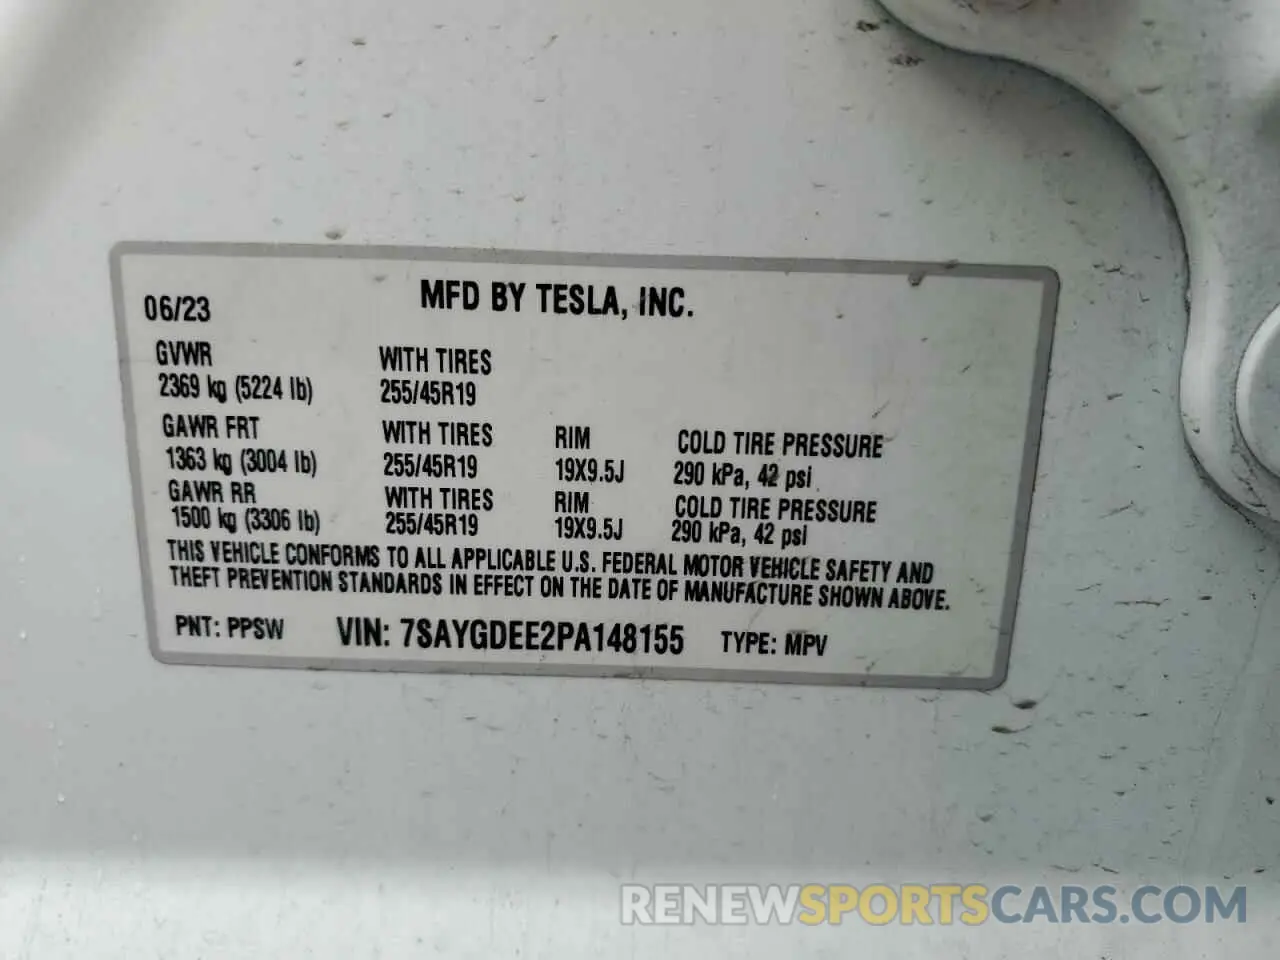 MFD BY TESLA, INC.
06/23
GVWR WITH TIRES
2369 kg (5224 lb) 255/45R19
GAWR FRT WITH TIRES RIM COLD TIRE PRESSURE
1363 kg (3004 lb) 255/45R19 19X9.5J 290 kPa, 42 psi
GAWR RR WITH TIRES RIM COLD TIRE PRESSURE
1500 kg (3306 lb) 255/45R19 19X9.5J 290 kPa, 42 psi
THIS VEHICLE CONFORMS TO ALL APPLICABLE U.S. FEDERAL MOTOR VEHICLE SAFETY AND
THEFT PREVENTION STANDARDS IN EFFECT ON THE DATE OF MANUFACTURE SHOWN ABOVE.
PNT: PPSW VIN: 7SAYGDEE2PA148155 TYPE: MPV
RENEWSPORTSCARS.COM